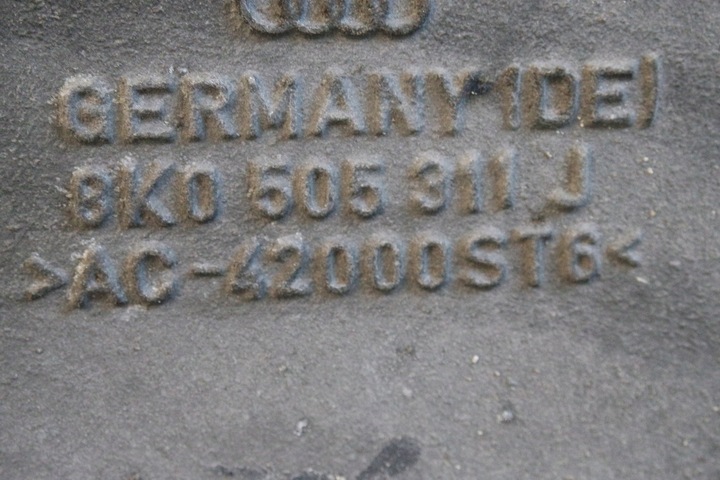 GERMANY (DE)
8K0 505 311 J
>AC-42000ST6<